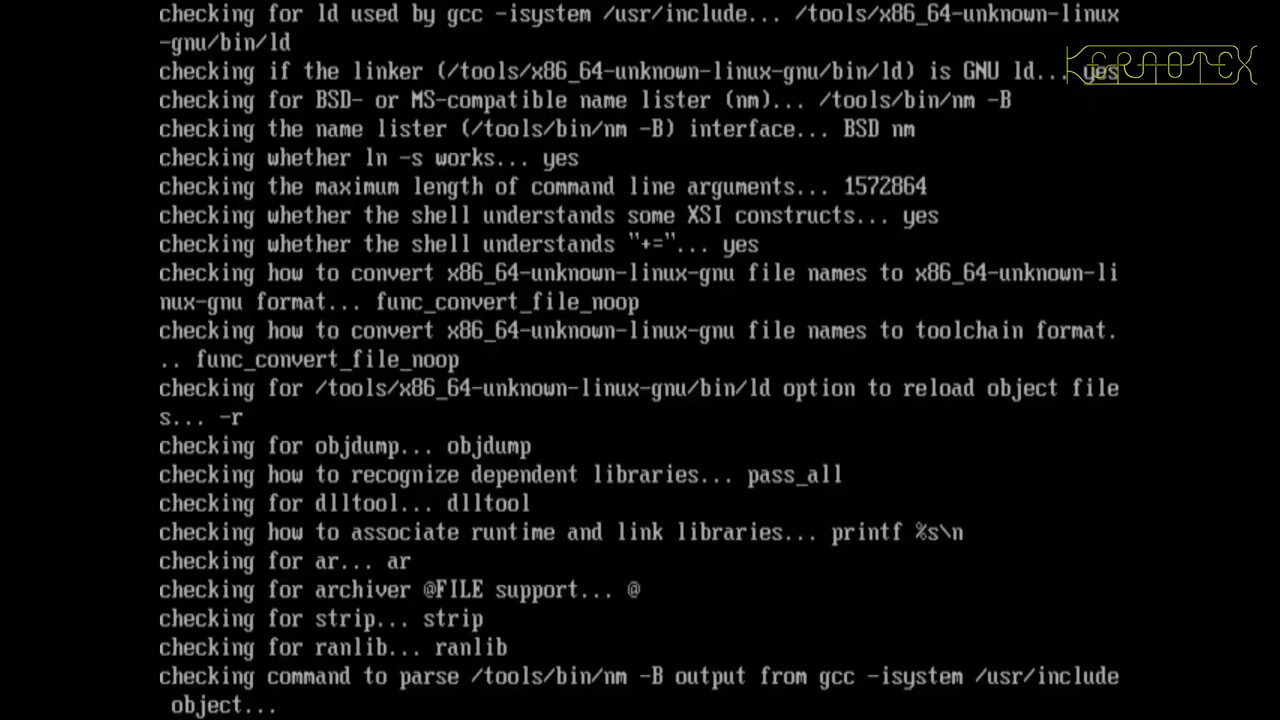 checking for ld used by gcc -isystem /usr/include... /tools/x86_64-unknown-linux
-gnu/bin/ld
checking if the linker (/tools/x86_64-unknown-linux-gnu/bin/ld) is GNU ld... yes
KERNOTEX
checking for BSD- or MS-compatible name lister (nm)... /tools/bin/nm -B
checking the name lister (/tools/bin/nm -B) interface... BSD nm
checking whether ln -s works... yes
checking the maximum length of command line arguments... 1572864
checking whether the shell understands some XSI constructs... yes
checking whether the shell understands "+="... yes
checking how to convert x86_64-unknown-linux-gnu file names to x86_64-unknown-li
nux-gnu format... func_convert_file_noop
checking how to convert x86_64-unknown-linux-gnu file names to toolchain format.
.. func_convert_file_noop
checking for /tools/x86_64-unknown-linux-gnu/bin/ld option to reload object file
s... -r
checking for objdump... objdump
checking how to recognize dependent libraries... pass_all
checking for dlltool... dlltool
checking how to associate runtime and link libraries... printf %s\n
checking for ar... ar
checking for archiver @FILE support... @
checking for strip... strip
checking for ranlib... ranlib
checking command to parse /tools/bin/nm -B output from gcc -isystem /usr/include
 object...